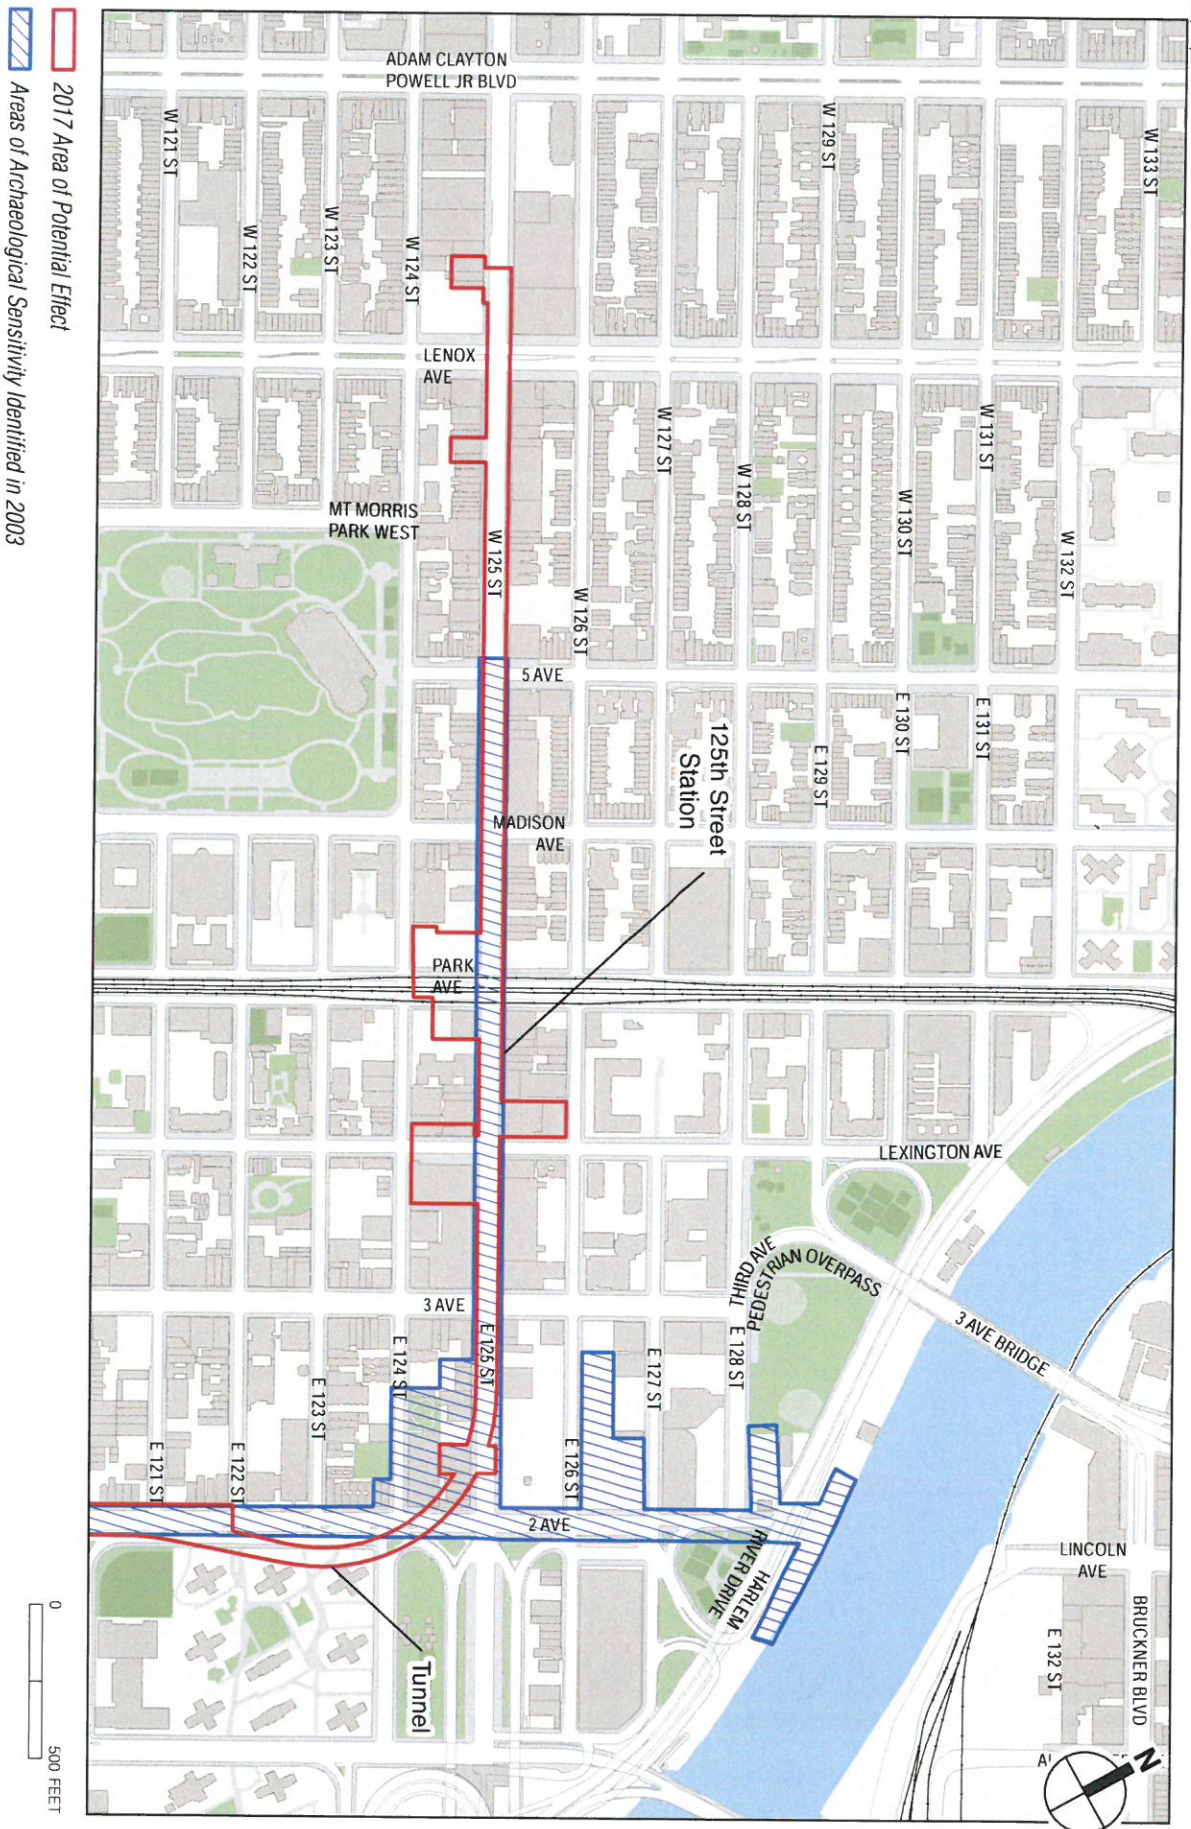 ADAM CLAYTON
POWELL JR BLVD
W 121 ST
W 122 ST
W 123 ST
W 124 ST
W 129 ST
W 133 ST
LENOX
AVE
MT MORRIS
PARK WEST
W 125 ST
W 126 ST
W 127 ST
W 128 ST
W 130 ST
W 131 ST
W 132 ST
5 AVE
125th Street
Station
E 129 ST
E 130 ST
E 131 ST
MADISON
AVE
PARK
AVE
LEXINGTON AVE
THIRD AVE
PEDESTRIAN OVERPASS
3 AVE BRIDGE
3 AVE
E 121 ST
E 122 ST
E 123 ST
E 124 ST
E 125 ST
E 126 ST
E 127 ST
E 128 ST
2 AVE
HARLEM
RIVER DRIVE
LINCOLN
AVE
BRUCKNER BLVD
E 132 ST
Tunnel
N
0
500 FEET
2017 Area of Potential Effect
Areas of Archaeological Sensitivity Identified in 2003